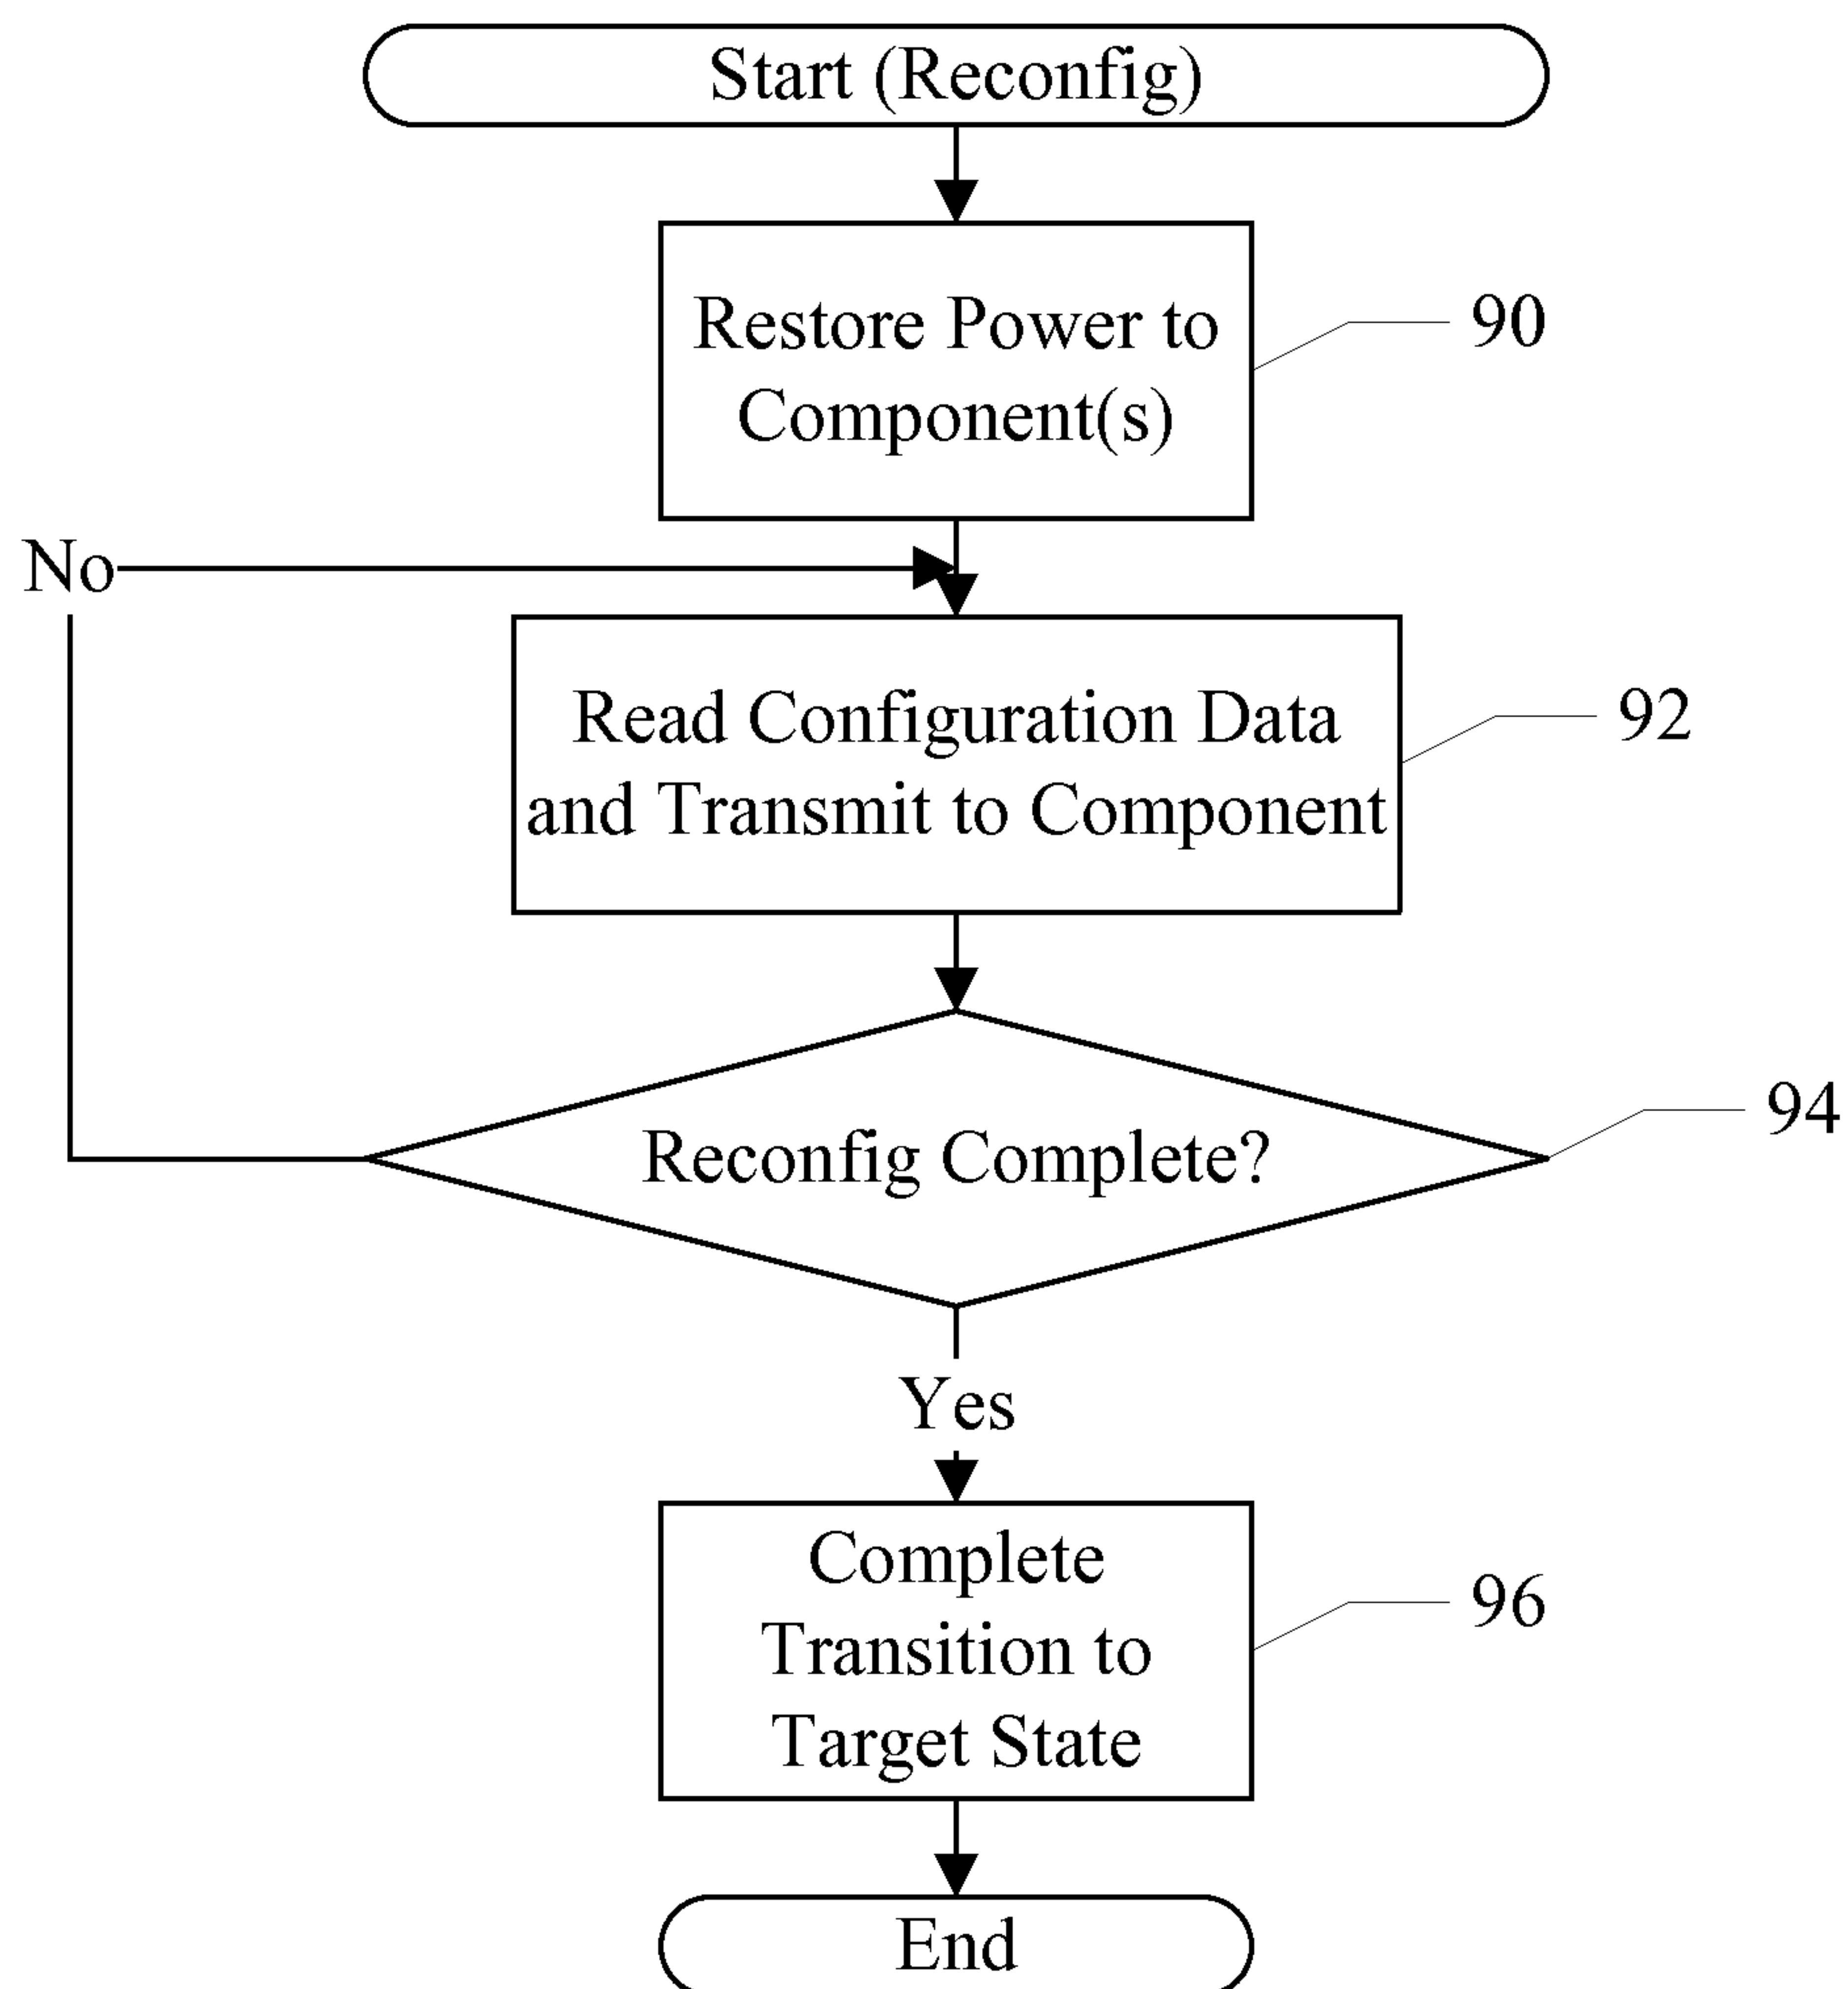 Start (Reconfig)
Restore Power to
Component(s)
90
No
Read Configuration Data
and Transmit to Component
92
Reconfig Complete?
94
Yes
Complete
Transition to
Target State
96
End